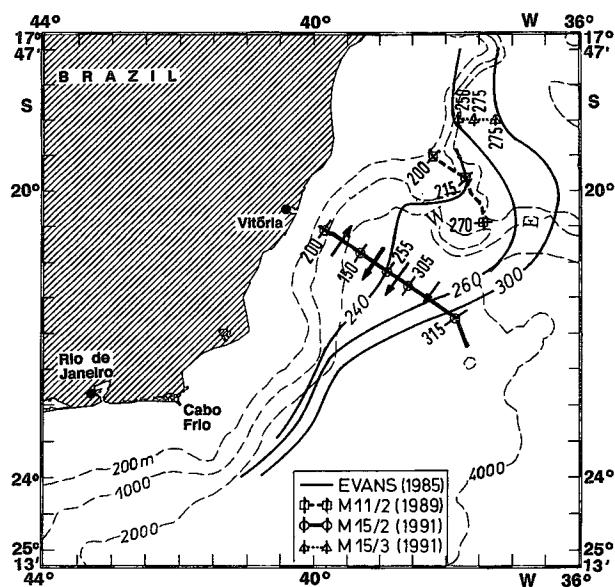 44° 40° W 36°
17° 47' 17° 47'
BRAZIL
S S
250 275
275
200
20° 20°
215
Vitória
W 270 E
200 150 255 305
240 260 300
315
Rio de Janeiro
Cabo Frio
200m
24° 24°
1000
4000
2000
EVANS (1985)
M 11/2 (1989)
M 15/2 (1991)
M 15/3 (1991)
25° 13' 25° 13'
44° 40° W 36°